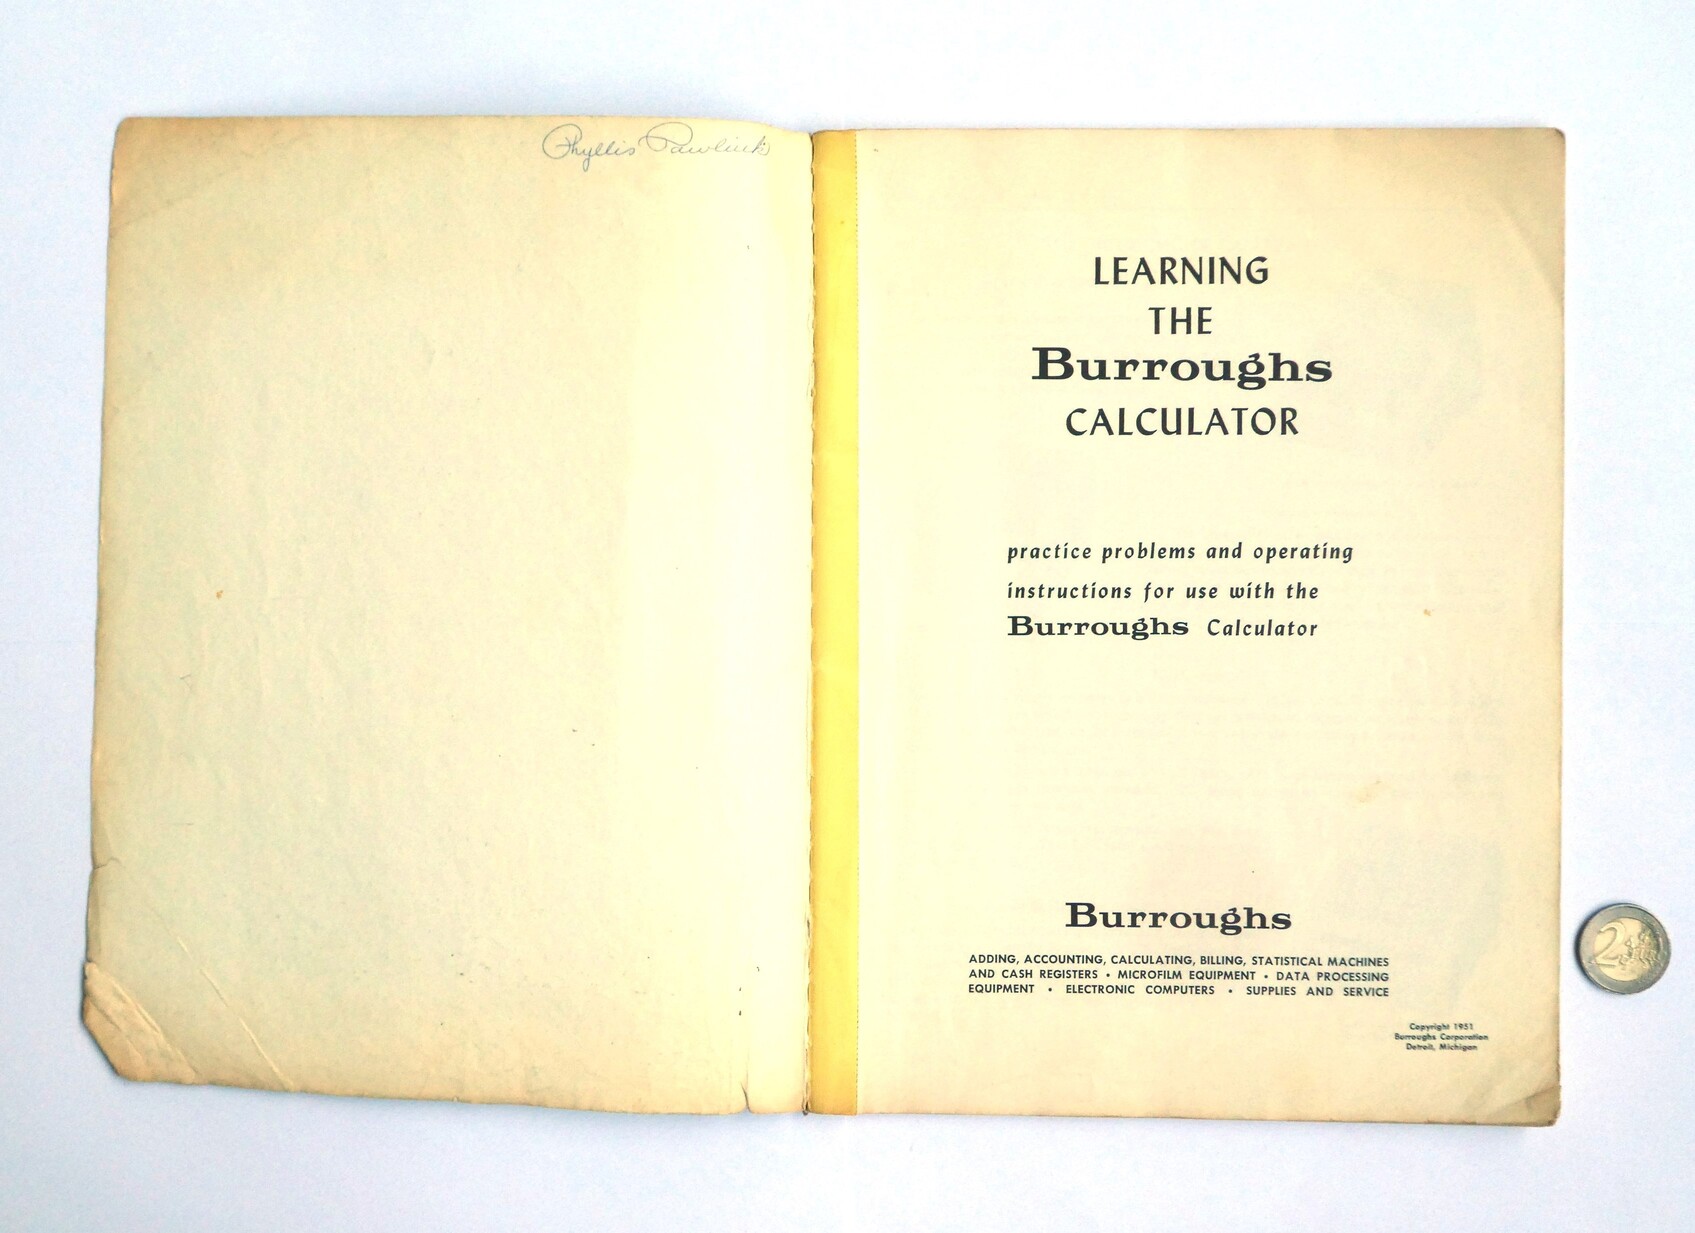 Phyllis Pawliuk
LEARNING
THE
Burroughs
CALCULATOR
practice problems and operating
instructions for use with the
Burroughs Calculator
Burroughs
ADDING, ACCOUNTING, CALCULATING, BILLING, STATISTICAL MACHINES
AND CASH REGISTERS • MICROFILM EQUIPMENT • DATA PROCESSING
EQUIPMENT • ELECTRONIC COMPUTERS • SUPPLIES AND SERVICE
Copyright 1951
Burroughs Corporation
Detroit, Michigan
2